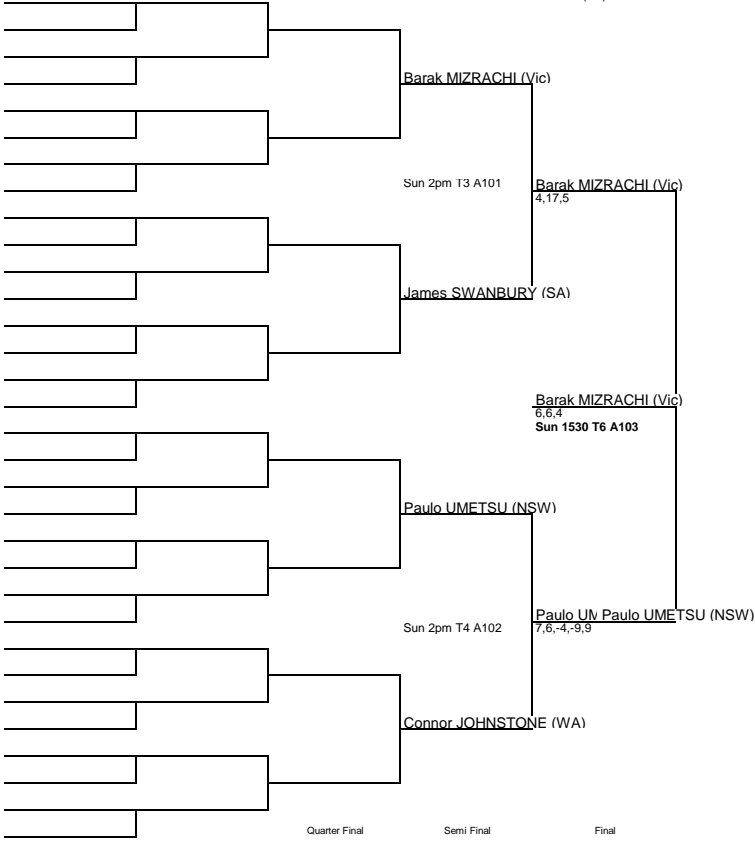 Barak MIZRACHI (Vic)
Sun 2pm T3 A101
Barak MIZRACHI (Vic)
4,17,5
James SWANBURY (SA)
Barak MIZRACHI (Vic)
6,6,4
Sun 1530 T6 A103
Paulo UMETSU (NSW)
Sun 2pm T4 A102
Paulo UM Paulo UMETSU (NSW)
7,6,-4,-9,9
Connor JOHNSTONE (WA)
Quarter Final Semi Final Final